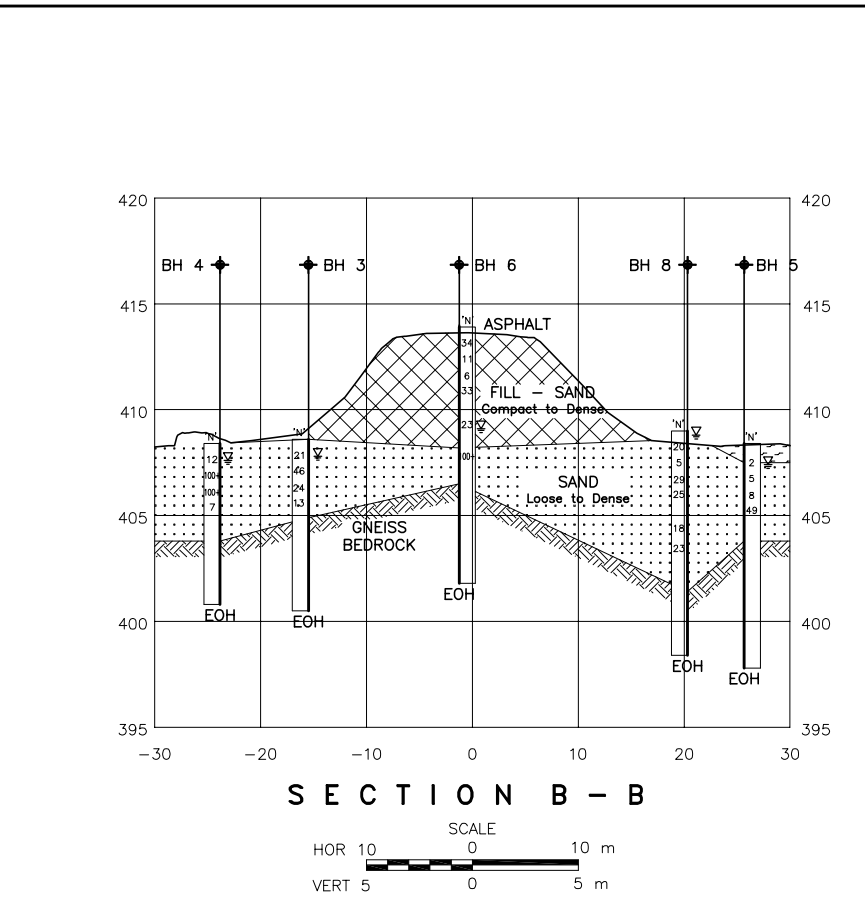 420 420
BH 4 BH 3 BH 6 BH 8 BH 5
415 415
'N' ASPHALT
34
11
6
33 FILL – SAND
410 Compact to Dense 410
23
'N' 'N' 'N' 'N'
12 21 00+ 20 2
100+ 46 SAND 5 5
100+ 24 Loose to Dense 29 8
7 13 25 49
405 GNEISS 18 405
BEDROCK 23
EOH EOH EOH
400 400
EOH EOH
395 395
–30 –20 –10 0 10 20 30
SECTION B–B
SCALE
HOR 10 0 10 m
VERT 5 0 5 m